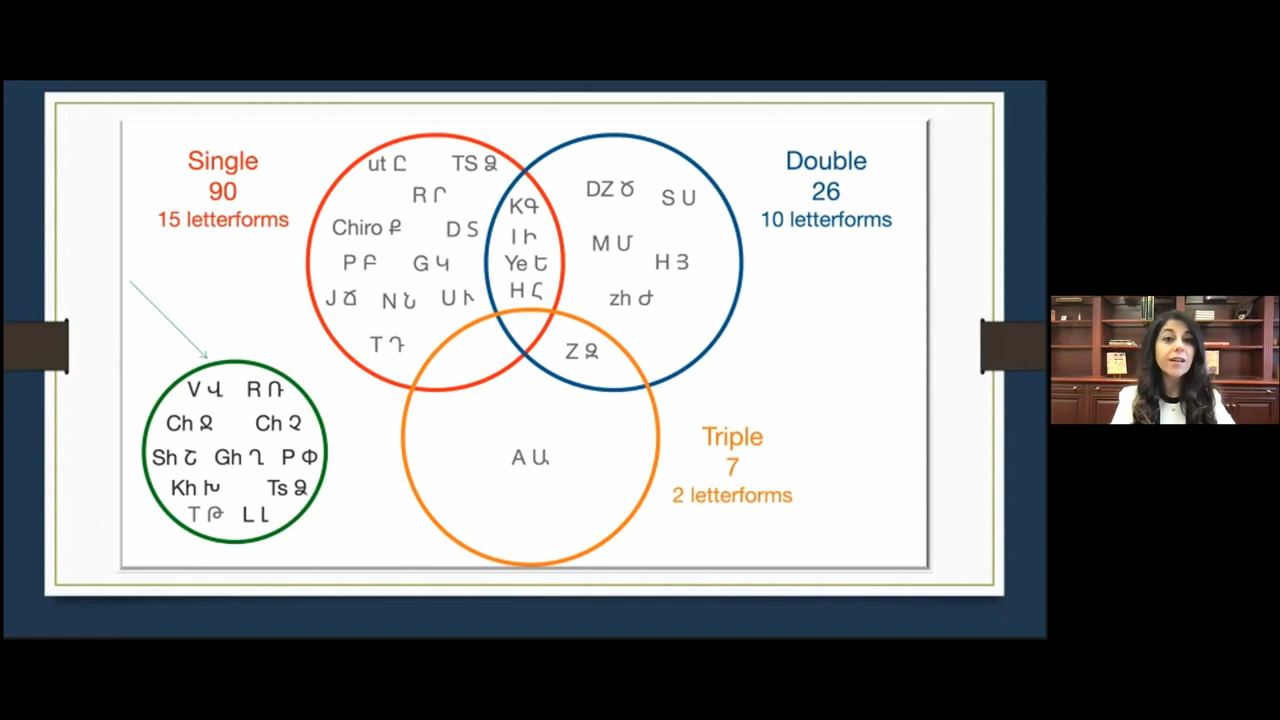 Single
90
15 letterforms
Double
26
10 letterforms
Triple
7
2 letterforms
ut Ը
TS Ձ
R Ր
Chiro Ք
D Տ
P Բ
G Կ
J Ճ
N Ն
U Ւ
T Դ
K Գ
I Ի
Ye Ե
H Հ
DZ Ծ
S Ս
M Մ
H Յ
zh Ժ
Z Զ
A Ա
V Վ
R Ռ
Ch Ջ
Ch Չ
Sh Շ
Gh Ղ
P Փ
Kh Խ
Ts Ձ
T Թ
L Լ